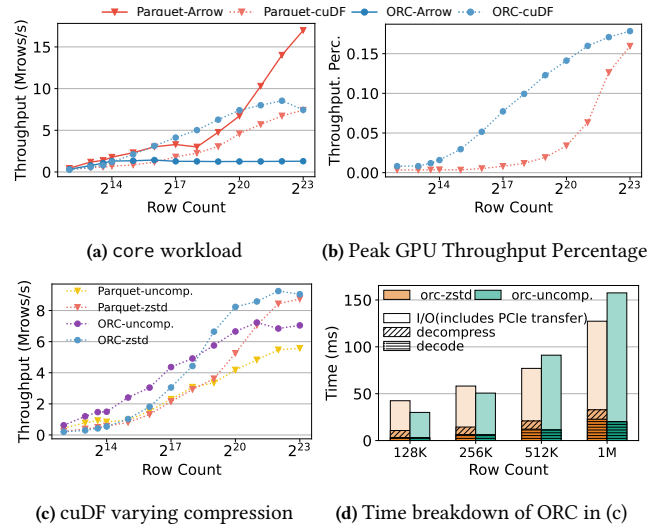 Parquet-Arrow Parquet-cuDF ORC-Arrow ORC-cuDF
Throughput (Mrows/s)
15
10
5
0
2^14 2^17 2^20 2^23
Row Count
(a) core workload
Throughput. Perc.
0.15
0.10
0.05
0.00
2^14 2^17 2^20 2^23
Row Count
(b) Peak GPU Throughput Percentage
Throughput (Mrows/s)
8
6
4
2
0
Parquet-uncomp.
Parquet-zstd
ORC-uncomp.
ORC-zstd
2^14 2^17 2^20 2^23
Row Count
(c) cuDF varying compression
orc-zstd orc-uncomp.
I/O(includes PCIe transfer)
decompress
decode
Time (ms)
150
100
50
0
128K 256K 512K 1M
Row Count
(d) Time breakdown of ORC in (c)